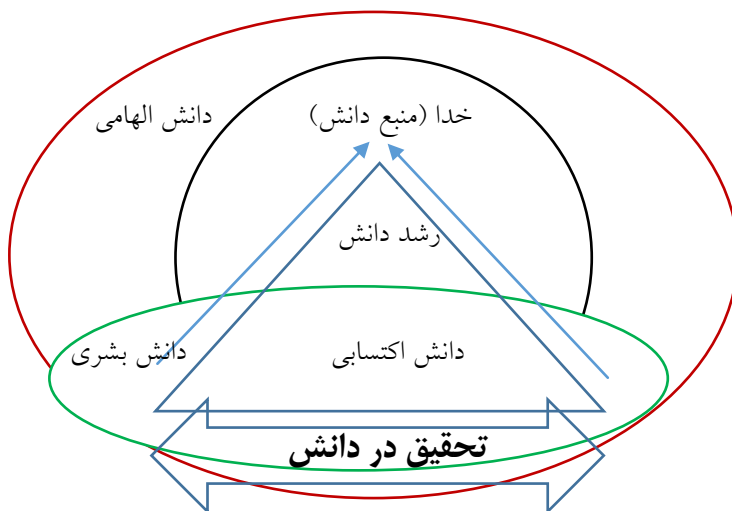 دانش الهامی
خدا (منبع دانش)
رشد دانش
دانش اکتسابی
دانش بشری
تحقیق در دانش